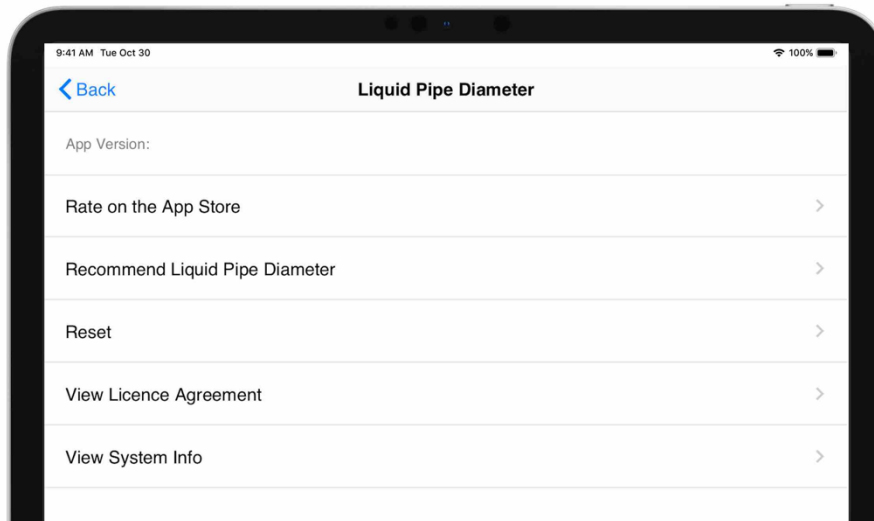 9:41 AM Tue Oct 30 100%
Back Liquid Pipe Diameter
App Version:
Rate on the App Store
Recommend Liquid Pipe Diameter
Reset
View Licence Agreement
View System Info